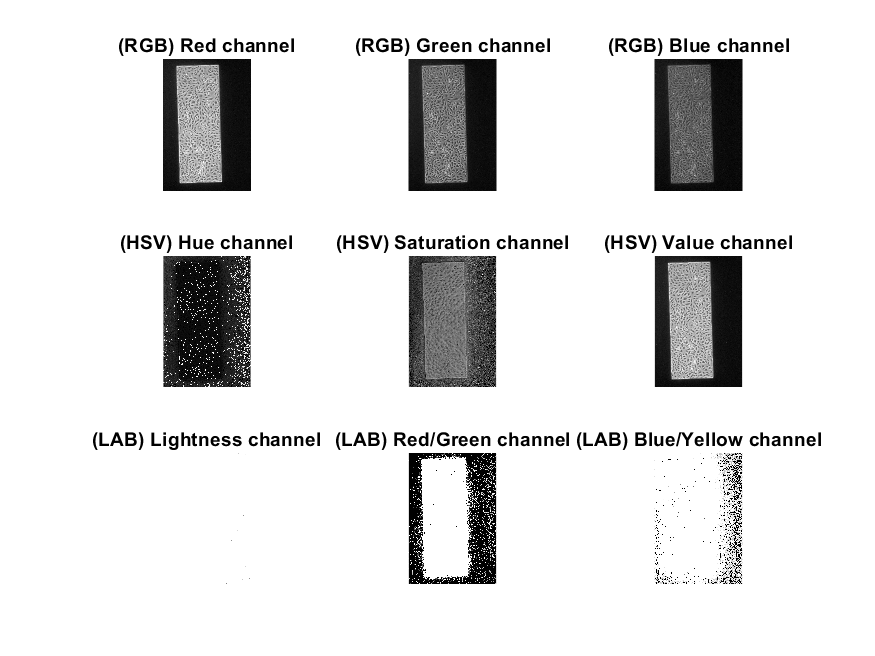 (RGB) Red channel
(RGB) Green channel
(RGB) Blue channel
(HSV) Hue channel
(HSV) Saturation channel
(HSV) Value channel
(LAB) Lightness channel
(LAB) Red/Green channel
(LAB) Blue/Yellow channel